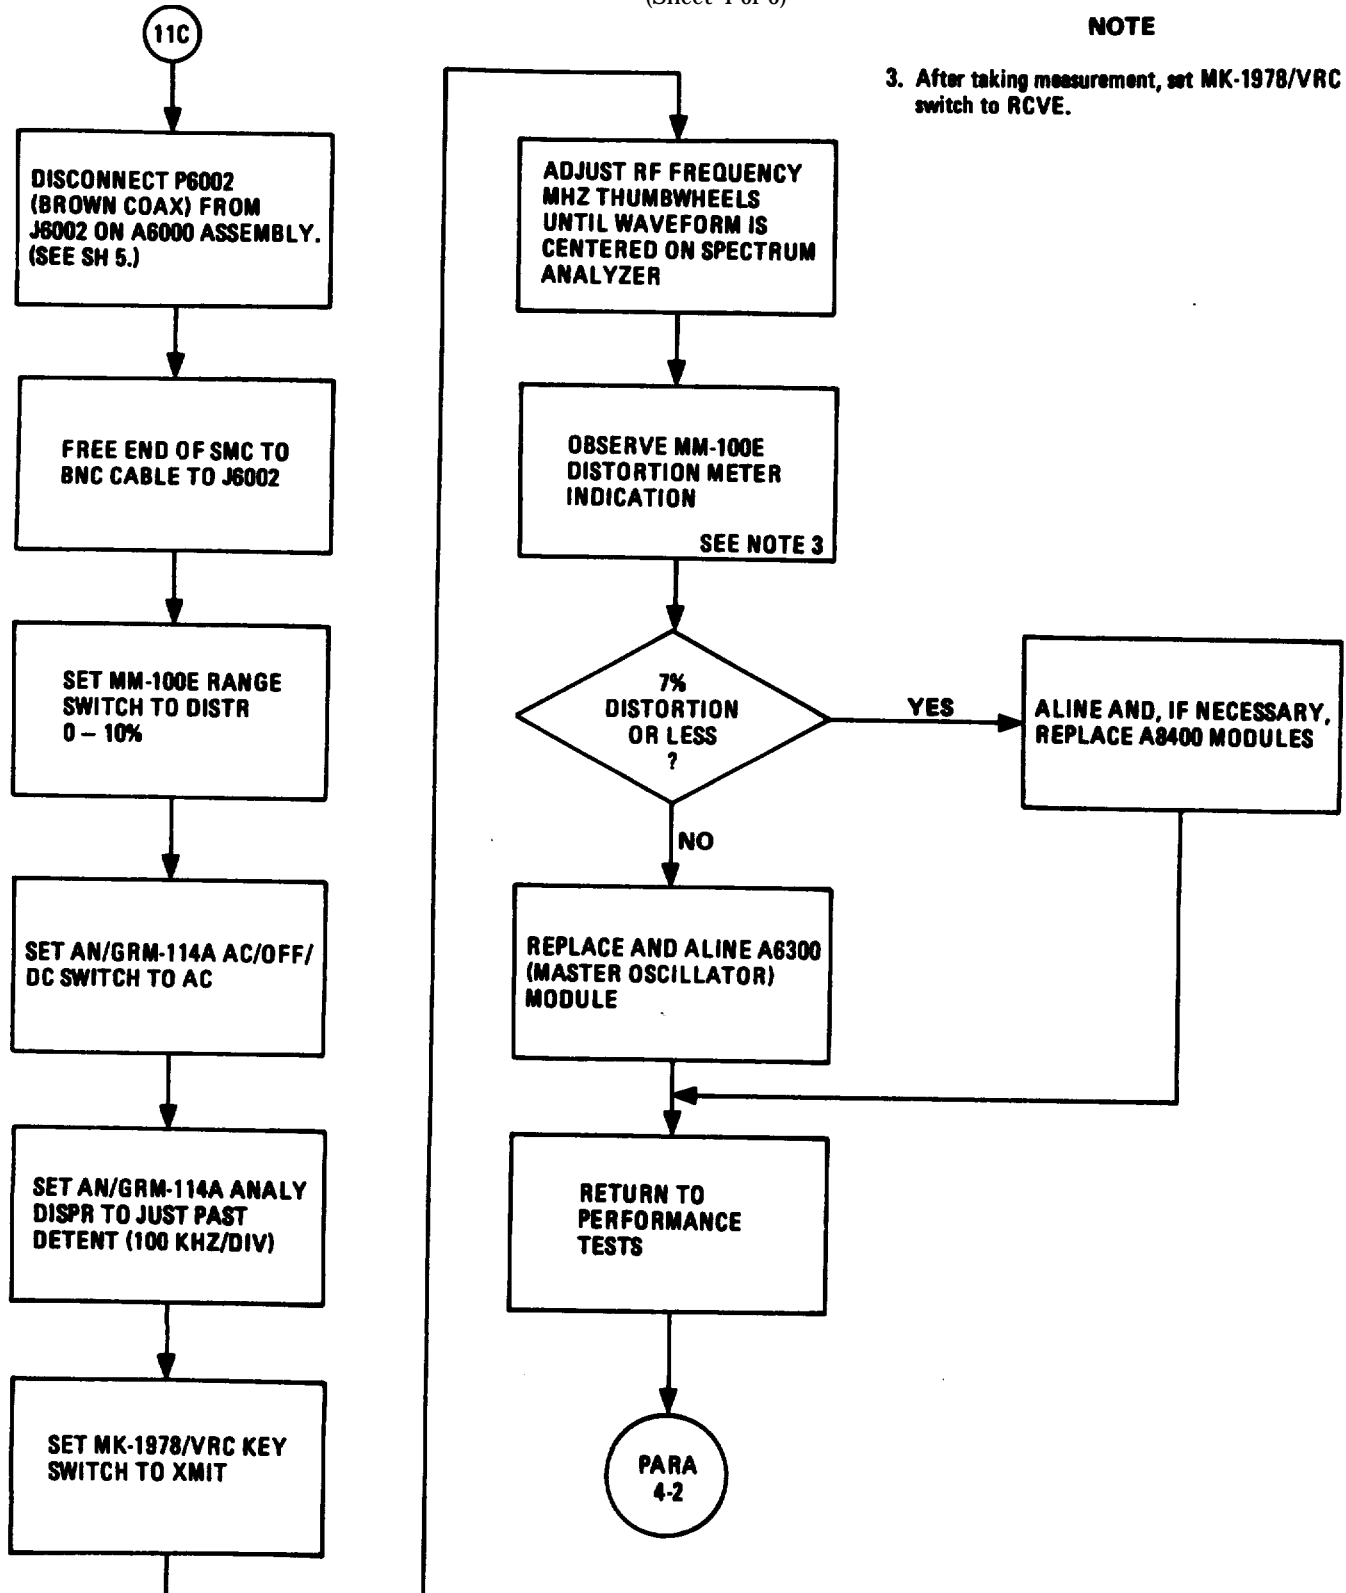 (Sheet 4 of 6)
11C
DISCONNECT P6002
(BROWN COAX) FROM
J6002 ON A6000 ASSEMBLY.
(SEE SH 5.)
FREE END OF SMC TO
BNC CABLE TO J6002
SET MM-100E RANGE
SWITCH TO DISTR
0 – 10%
SET AN/GRM-114A AC/OFF/
DC SWITCH TO AC
SET AN/GRM-114A ANALY
DISPR TO JUST PAST
DETENT (100 KHZ/DIV)
SET MK-1978/VRC KEY
SWITCH TO XMIT
ADJUST RF FREQUENCY
MHZ THUMBWHEELS
UNTIL WAVEFORM IS
CENTERED ON SPECTRUM
ANALYZER
OBSERVE MM-100E
DISTORTION METER
INDICATION
SEE NOTE 3
7%
DISTORTION
OR LESS
?
YES
ALINE AND, IF NECESSARY,
REPLACE A8400 MODULES
NO
REPLACE AND ALINE A6300
(MASTER OSCILLATOR)
MODULE
RETURN TO
PERFORMANCE
TESTS
PARA
4-2
NOTE
3. After taking measurement, set MK-1978/VRC
switch to RCVE.